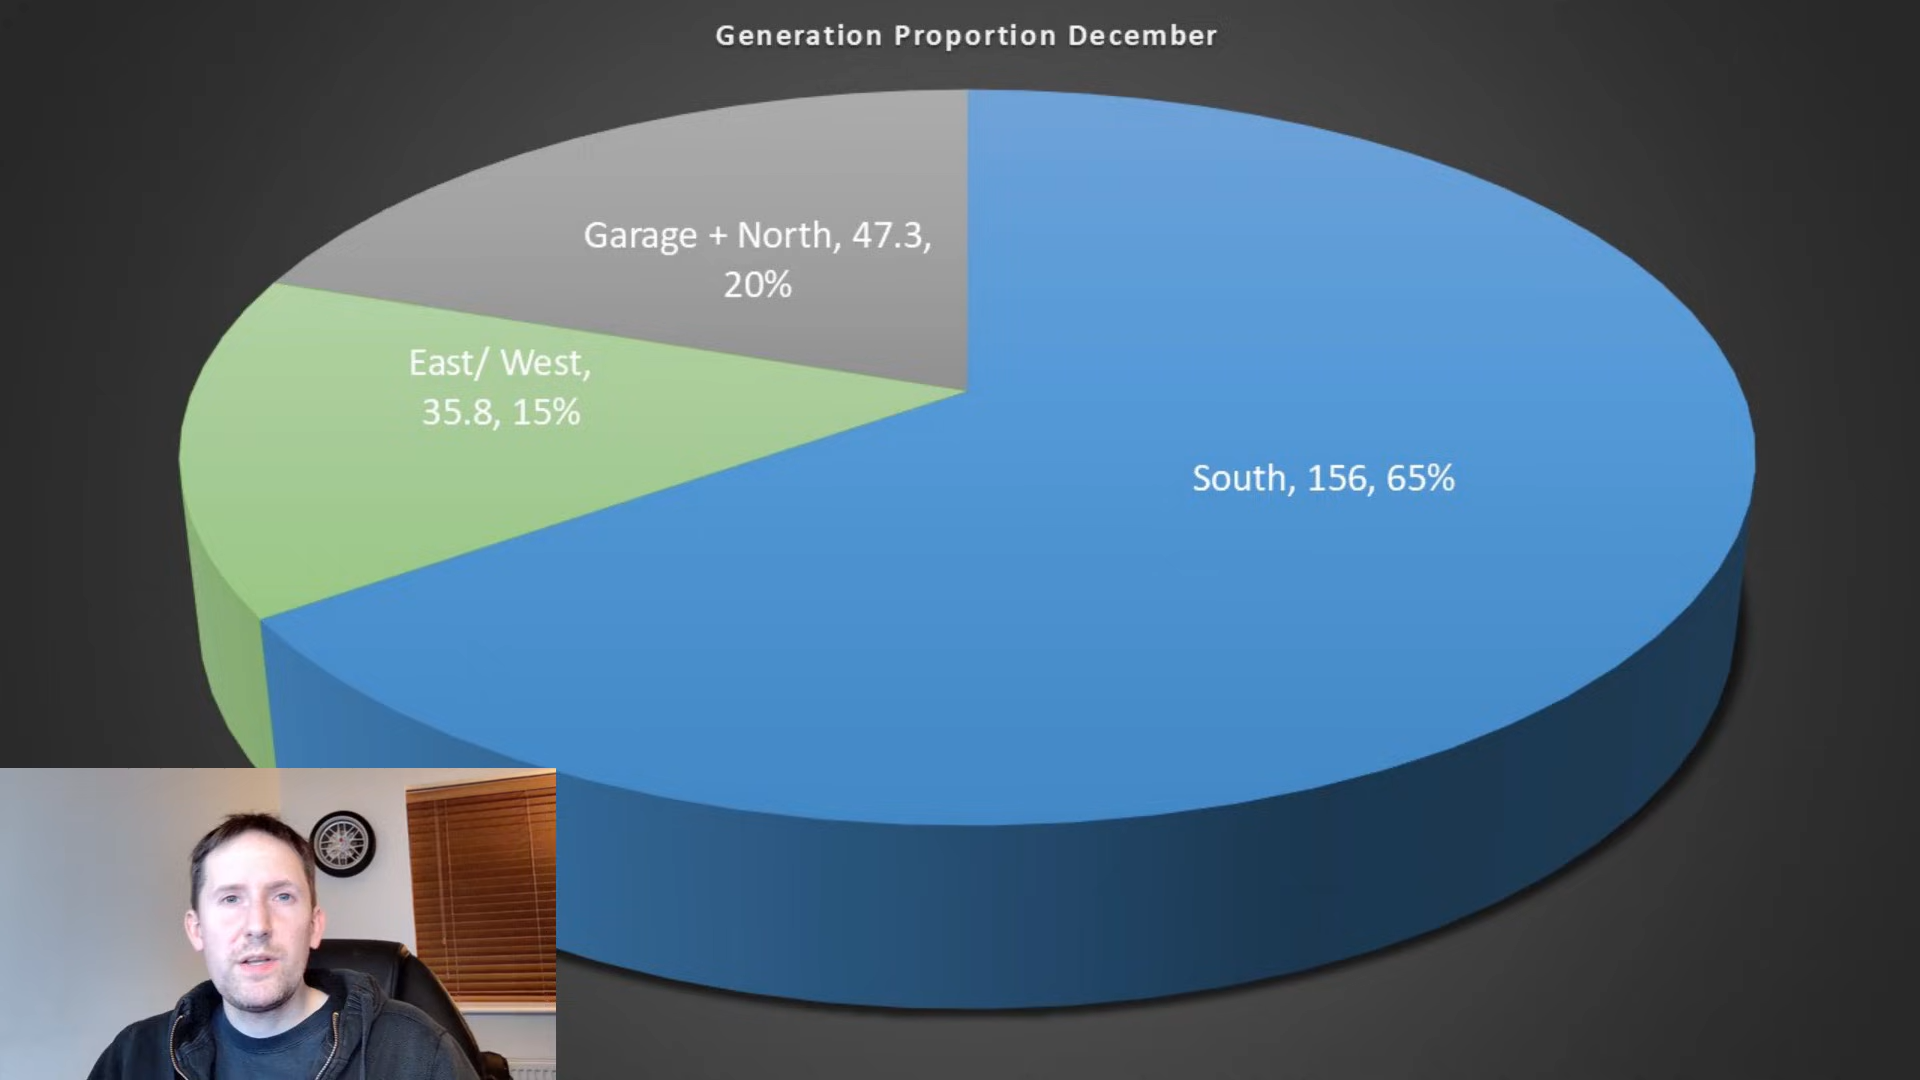 Generation Proportion December
Garage + North, 47.3,
20%
East/ West,
35.8, 15%
South, 156, 65%